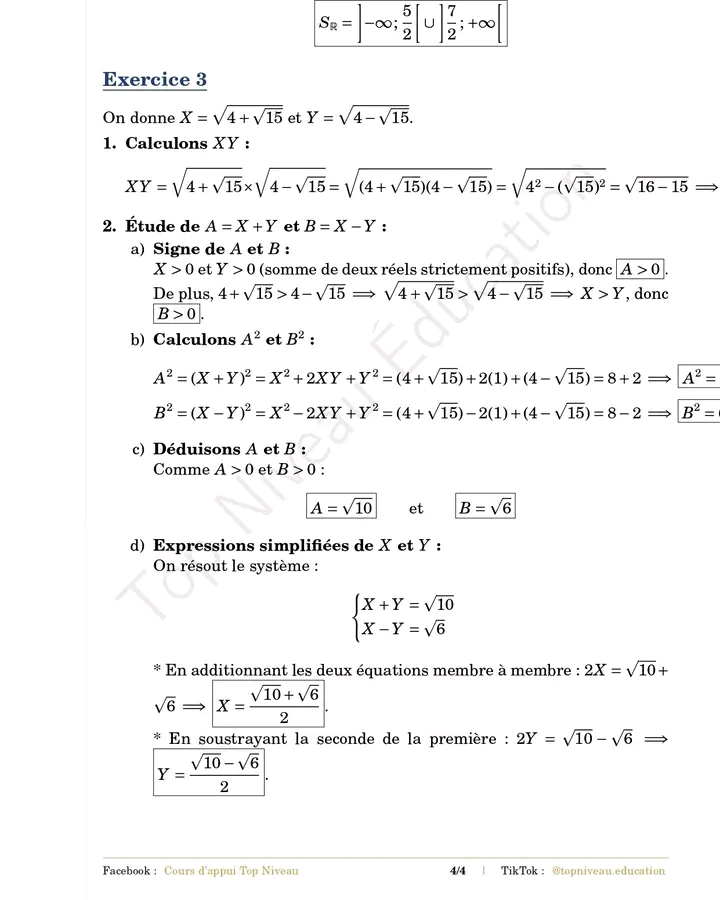 S_ℝ = ]−∞; 5/2[ ∪ ]7/2; +∞[
Exercice 3
On donne X = √(4 + √15) et Y = √(4 − √15).
1. Calculons XY :
XY = √(4 + √15) × √(4 − √15) = √((4 + √15)(4 − √15)) = √(4² − (√15)²) = √(16 − 15) ⟹
2. Étude de A = X + Y et B = X − Y :
a) Signe de A et B :
X > 0 et Y > 0 (somme de deux réels strictement positifs), donc A > 0.
De plus, 4 + √15 > 4 − √15 ⟹ √(4 + √15) > √(4 − √15) ⟹ X > Y, donc
B > 0.
b) Calculons A² et B² :
A² = (X + Y)² = X² + 2XY + Y² = (4 + √15) + 2(1) + (4 − √15) = 8 + 2 ⟹ A² =
B² = (X − Y)² = X² − 2XY + Y² = (4 + √15) − 2(1) + (4 − √15) = 8 − 2 ⟹ B² =
c) Déduisons A et B :
Comme A > 0 et B > 0 :
A = √10 et B = √6
d) Expressions simplifiées de X et Y :
On résout le système :
{X + Y = √10
X − Y = √6
* En additionnant les deux équations membre à membre : 2X = √10 +
√6 ⟹ X = (√10 + √6)/2.
* En soustrayant la seconde de la première : 2Y = √10 − √6 ⟹
Y = (√10 − √6)/2.
Top Niveau Éducation
Facebook : Cours d'appui Top Niveau 4/4 | TikTok : @topniveau.education